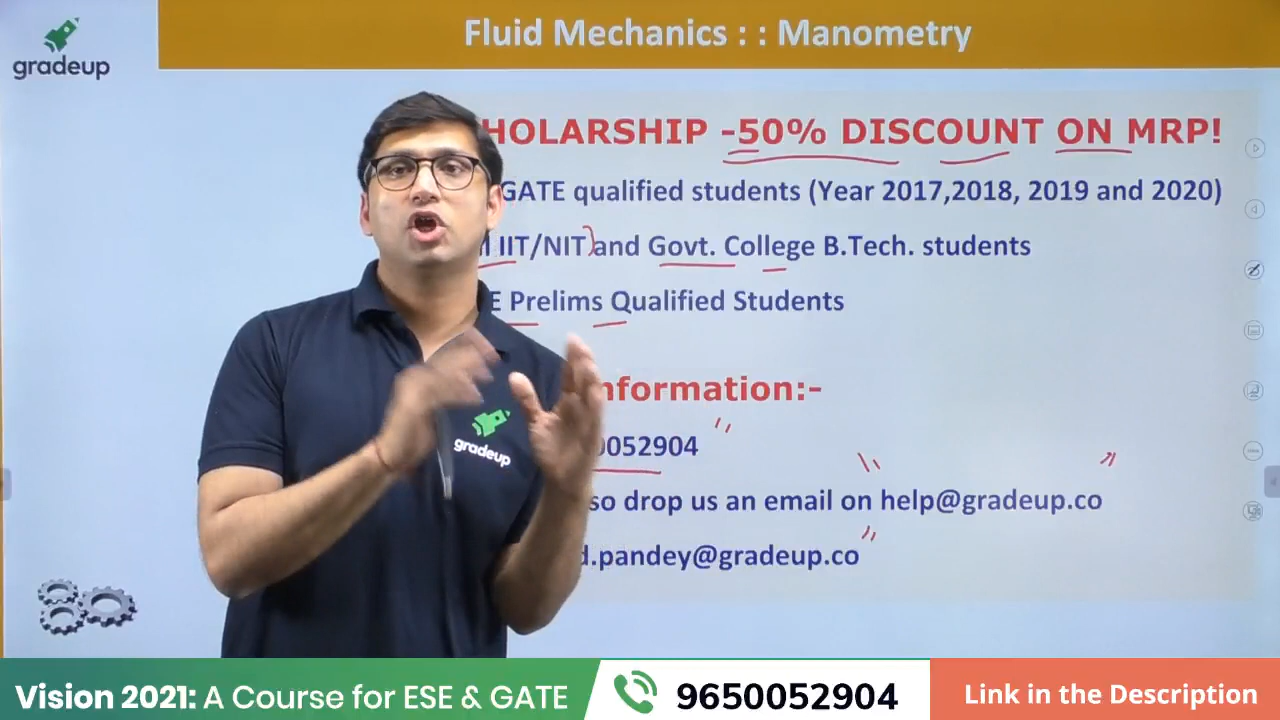 Fluid Mechanics : : Manometry
gradeup
HOLARSHIP -50% DISCOUNT ON MRP!
GATE qualified students (Year 2017,2018, 2019 and 2020)
IIT/NIT and Govt. College B.Tech. students
E Prelims Qualified Students
nformation:-
0052904
so drop us an email on help@gradeup.co
d.pandey@gradeup.co
gradeup
Vision 2021: A Course for ESE & GATE
9650052904
Link in the Description